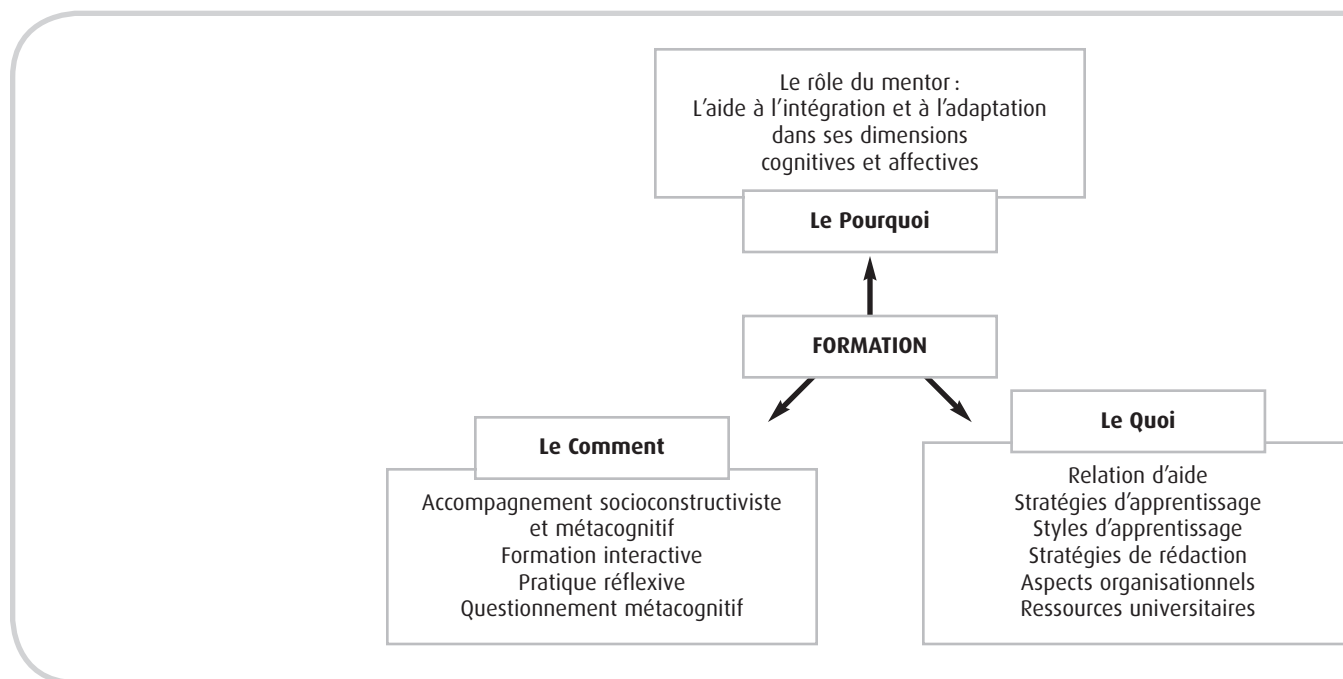 Le rôle du mentor :
L'aide à l'intégration et à l'adaptation
dans ses dimensions
cognitives et affectives
Le Pourquoi
FORMATION
Le Comment
Accompagnement socioconstructiviste
et métacognitif
Formation interactive
Pratique réflexive
Questionnement métacognitif
Le Quoi
Relation d'aide
Stratégies d'apprentissage
Styles d'apprentissage
Stratégies de rédaction
Aspects organisationnels
Ressources universitaires